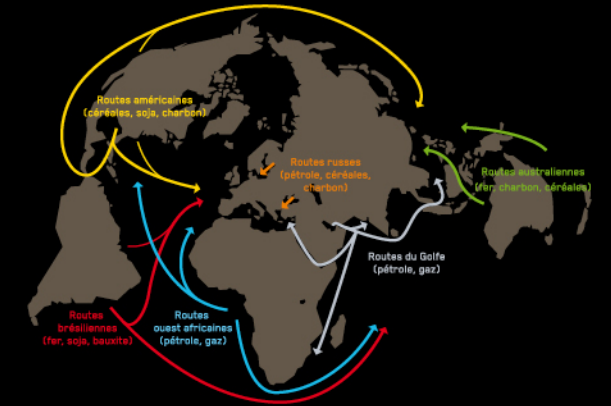 Routes américaines
(céréoles, soja, charbon)
Routes russes
(pétrole, céréales,
charbon)
Routes australiennes
(fer, charbon, céréales)
Routes du Golfe
(pétrole, gaz)
Routes
brésiliennes
(fer, soja, bauxite)
Routes
ouest africaines
(pétrole, gaz)